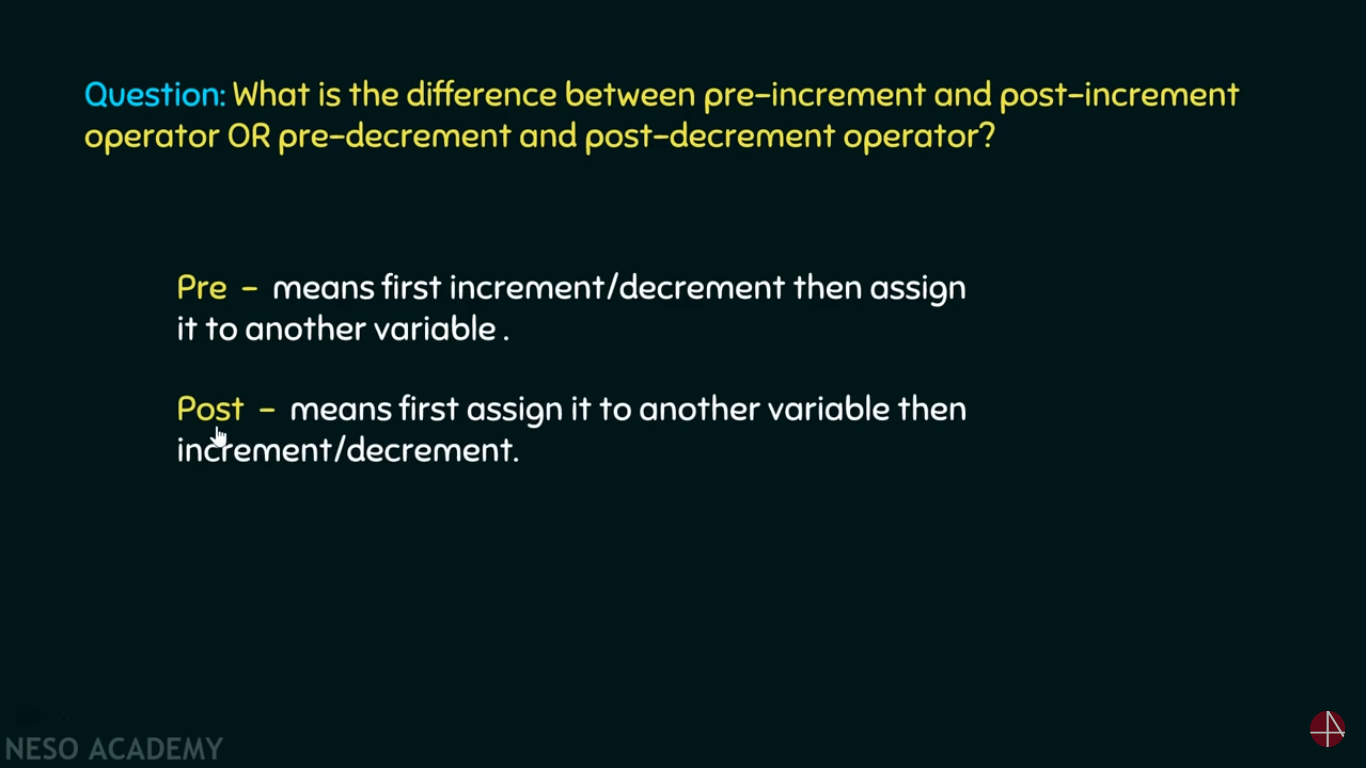 Question: What is the difference between pre-increment and post-increment
operator OR pre-decrement and post-decrement operator?
Pre - means first increment/decrement then assign
it to another variable .
Post - means first assign it to another variable then
increment/decrement.
NESO ACADEMY